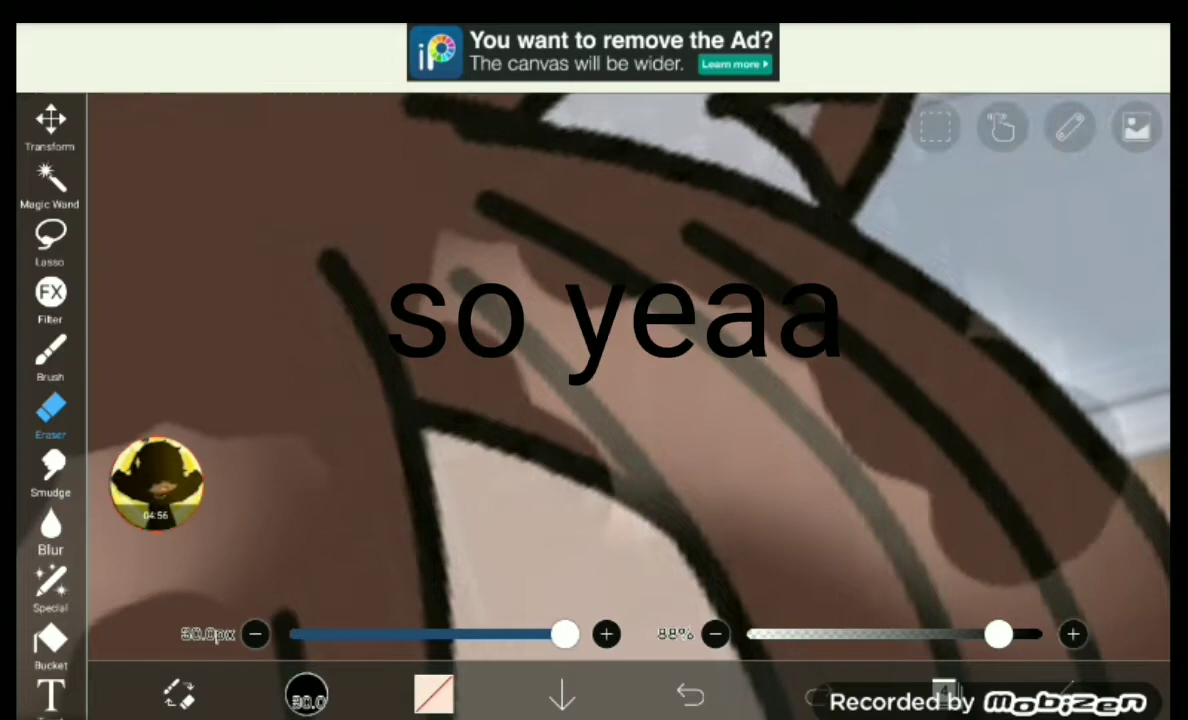 You want to remove the Ad?
The canvas will be wider.
Learn more
Transform
Magic Wand
Lasso
FX
Filter
Brush
Eraser
Smudge
Blur
Special
Bucket
T
so yeaa
04:56
30.0px
88%
30.0
Recorded by mobizen